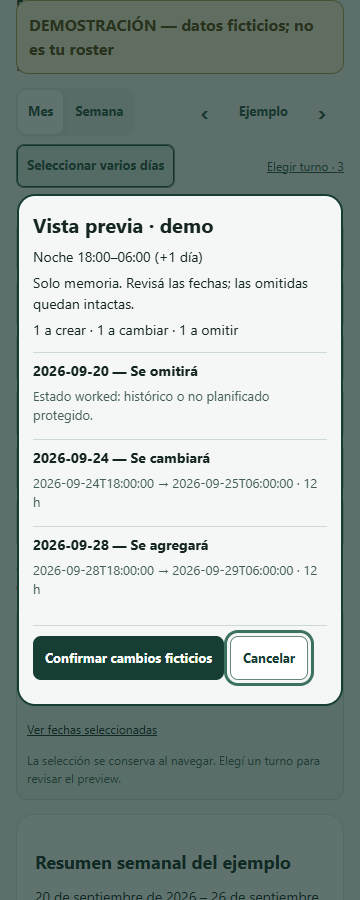 DEMOSTRACIÓN — datos ficticios; no
es tu roster
Mes
Semana
‹
Ejemplo
›
Seleccionar varios días
Elegir turno · 3
Vista previa · demo
Noche 18:00–06:00 (+1 día)
Solo memoria. Revisá las fechas; las omitidas
quedan intactas.
1 a crear · 1 a cambiar · 1 a omitir
2026-09-20 — Se omitirá
Estado worked: histórico o no planificado
protegido.
2026-09-24 — Se cambiará
2026-09-24T18:00:00 → 2026-09-25T06:00:00 · 12
h
2026-09-28 — Se agregará
2026-09-28T18:00:00 → 2026-09-29T06:00:00 · 12
h
Confirmar cambios ficticios
Cancelar
Ver fechas seleccionadas
La selección se conserva al navegar. Elegí un turno para
revisar el preview.
Resumen semanal del ejemplo
20 de septiembre de 2026 – 26 de septiembre